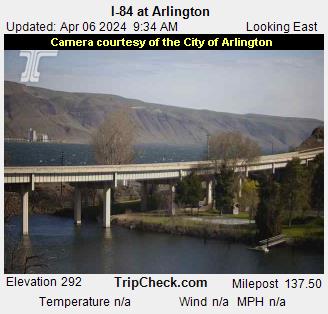 I-84 at Arlington
Updated: Apr 06 2024 9:34 AM Looking East
Camera courtesy of the City of Arlington
Elevation 292 TripCheck.com Milepost 137.50
Temperature n/a Wind n/a MPH n/a